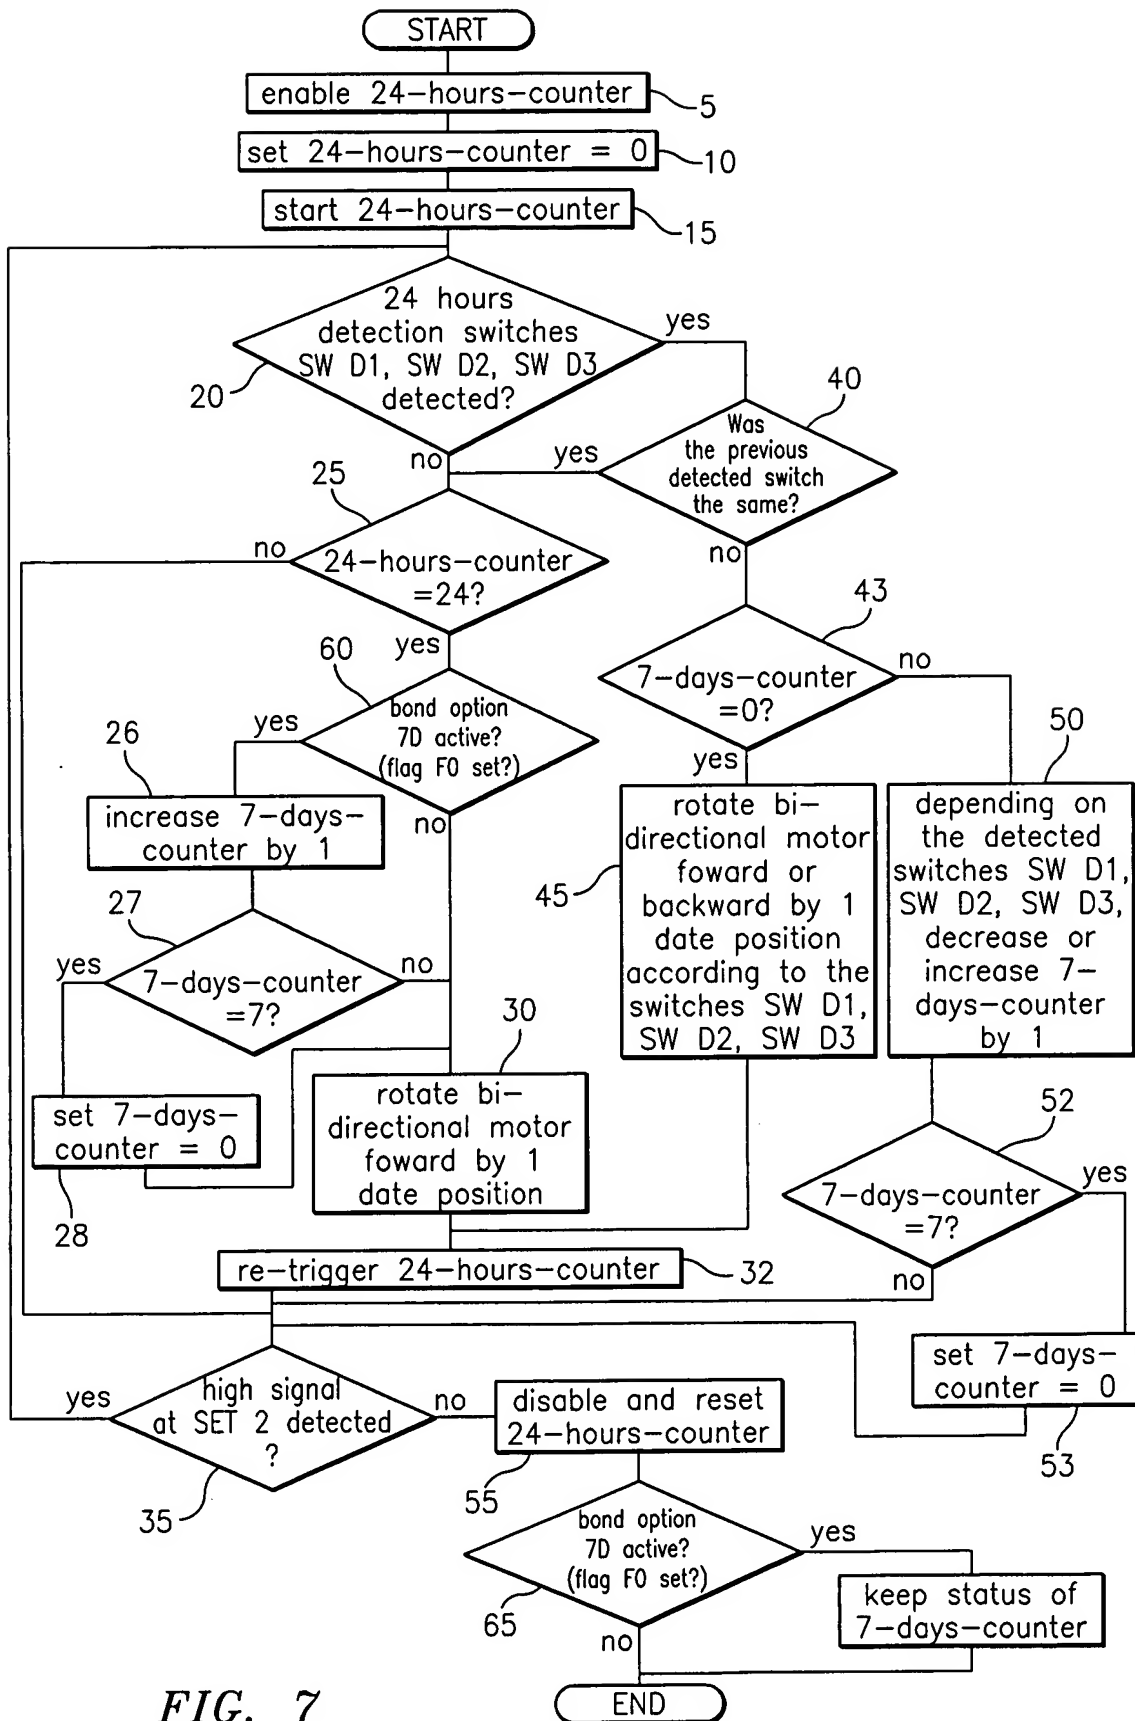 START
enable 24-hours-counter
5
set 24-hours-counter = 0
10
start 24-hours-counter
15
24 hours
detection switches
SW D1, SW D2, SW D3
detected?
20
yes
no
40
Was
the previous
detected switch
the same?
yes
no
25
24-hours-counter
=24?
no
yes
43
7-days-counter
=0?
no
yes
60
bond option
7D active?
(flag F0 set?)
yes
no
26
increase 7-days-
counter by 1
27
7-days-counter
=7?
yes
no
set 7-days-
counter = 0
28
30
rotate bi-
directional motor
foward by 1
date position
45
rotate bi-
directional motor
foward or
backward by 1
date position
according to the
switches SW D1,
SW D2, SW D3
50
depending on
the detected
switches SW D1,
SW D2, SW D3,
decrease or
increase 7-
days-counter
by 1
52
7-days-counter
=7?
yes
no
re-trigger 24-hours-counter
32
set 7-days-
counter = 0
53
high signal
at SET 2 detected
?
yes
no
35
disable and reset
24-hours-counter
55
bond option
7D active?
(flag F0 set?)
65
yes
no
keep status of
7-days-counter
END
FIG. 7